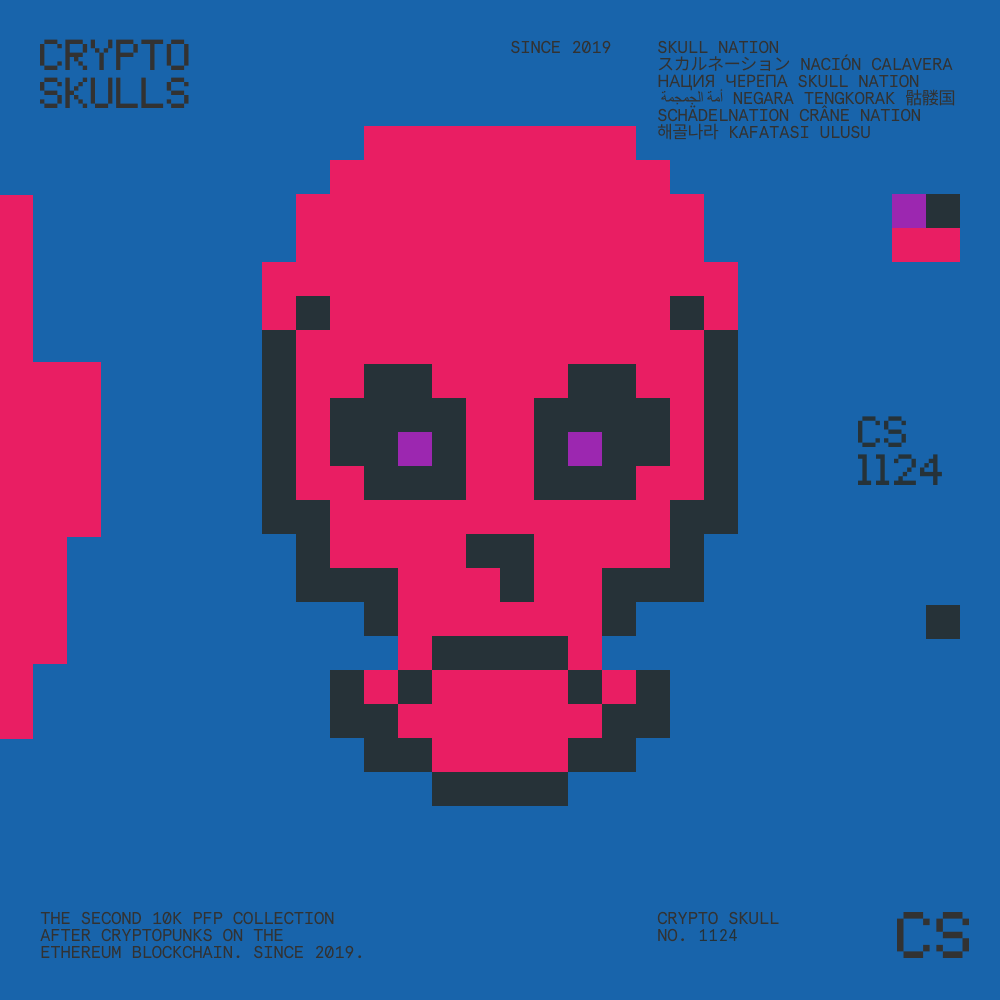 CRYPTO
SKULLS
SINCE 2019
SKULL NATION
スカルネーション NACIÓN CALAVERA
НАЦИЯ ЧЕРЕПА SKULL NATION
أمة الجمجمة NEGARA TENGKORAK 骷髅国
SCHÄDELNATION CRÂNE NATION
해골나라 KAFATASI ULUSU
CS
1124
THE SECOND 10K PFP COLLECTION
AFTER CRYPTOPUNKS ON THE
ETHEREUM BLOCKCHAIN. SINCE 2019.
CRYPTO SKULL
NO. 1124
CS